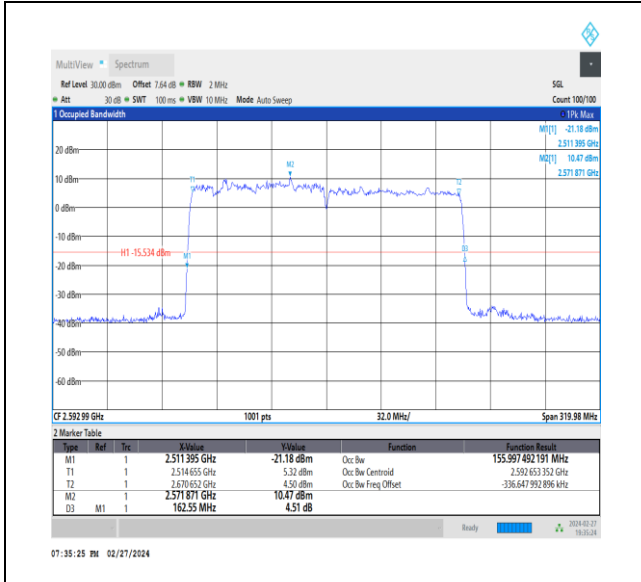 MultiView Spectrum
Ref Level 30.00 dBm Offset 7.64 dB RBW 2 MHz SGL
Att 30 dB SWT 100 ms VBW 10 MHz Mode Auto Sweep Count 100/100
1 Occupied Bandwidth 1Pk Max
M1[1] -21.18 dBm
2.511 395 GHz
M2[1] 10.47 dBm
2.571 871 GHz
20 dBm
M2
10 dBm
T1
T2
0 dBm
-10 dBm
H1 -15.534 dBm
M1
D3
-20 dBm
-30 dBm
-40 dBm
-50 dBm
-60 dBm
CF 2.592 99 GHz 1001 pts 32.0 MHz/ Span 319.98 MHz
2 Marker Table
Type Ref Trc X-Value Y-Value Function Function Result
M1 1 2.511 395 GHz -21.18 dBm Occ Bw 155.997 492 191 MHz
T1 1 2.514 655 GHz 5.32 dBm Occ Bw Centroid 2.592 653 352 GHz
T2 1 2.670 652 GHz 4.50 dBm Occ Bw Freq Offset -336.647 992 896 kHz
M2 1 2.571 871 GHz 10.47 dBm
D3 M1 1 162.55 MHz 4.51 dB
Ready 2024-02-27
19:35:24
07:35:25 PM 02/27/2024